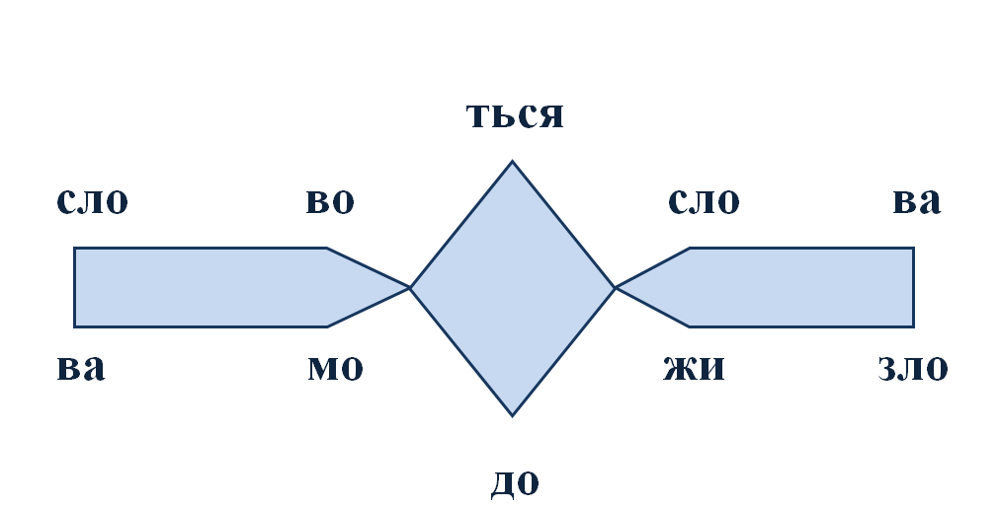 ться
сло во сло ва
ва мо жи зло
до